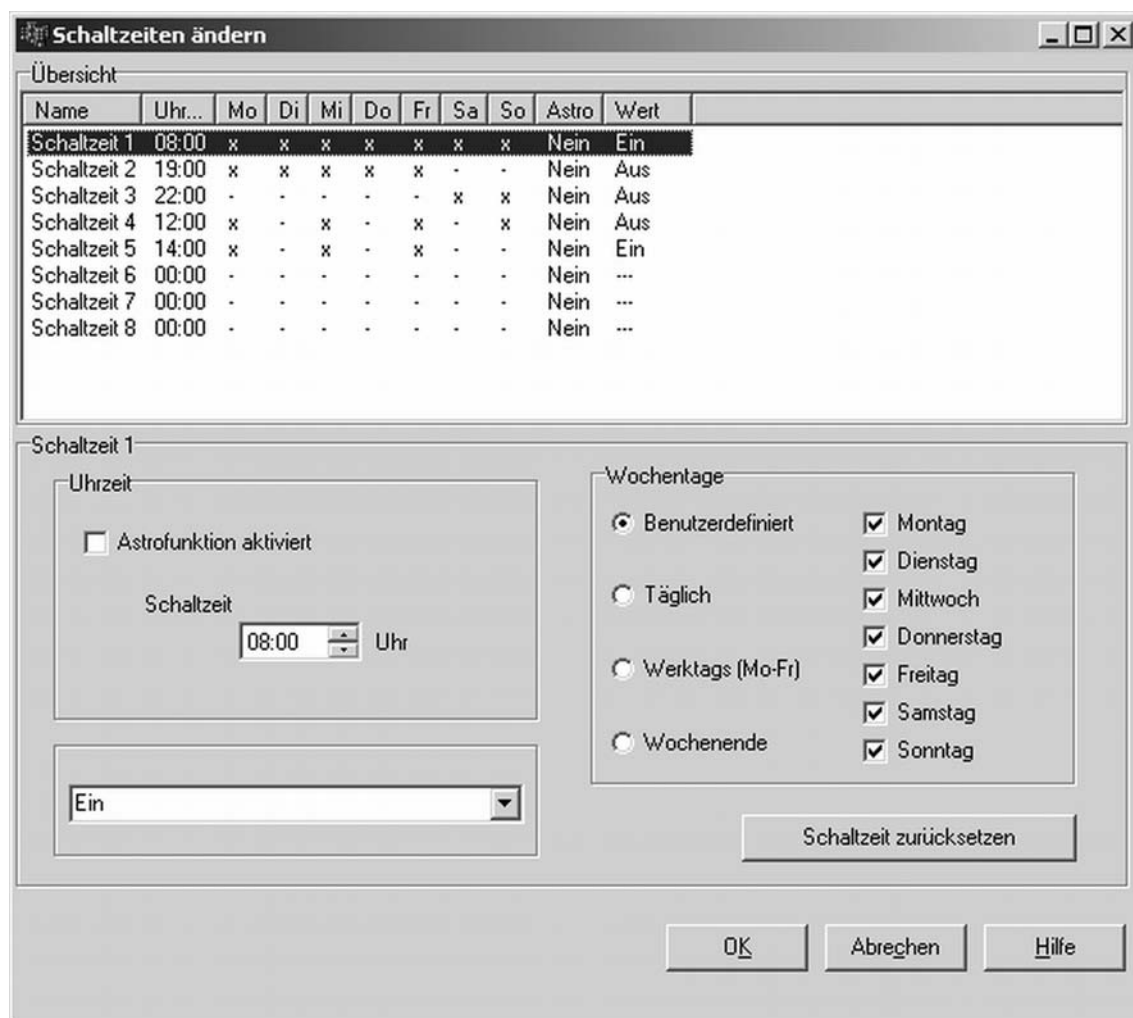 Schaltzeiten ändern
Übersicht
Name Uhr... Mo Di Mi Do Fr Sa So Astro Wert
Schaltzeit 1 08:00 x x x x x x x Nein Ein
Schaltzeit 2 19:00 x x x x x - - Nein Aus
Schaltzeit 3 22:00 - - - - - x x Nein Aus
Schaltzeit 4 12:00 x - x - x - x Nein Aus
Schaltzeit 5 14:00 x - x - x - - Nein Ein
Schaltzeit 6 00:00 - - - - - - - Nein ---
Schaltzeit 7 00:00 - - - - - - - Nein ---
Schaltzeit 8 00:00 - - - - - - - Nein ---
Schaltzeit 1
Uhrzeit
Astrofunktion aktiviert
Schaltzeit
08:00 Uhr
Ein
Wochentage
Benutzerdefiniert
Täglich
Werktags (Mo-Fr)
Wochenende
Montag
Dienstag
Mittwoch
Donnerstag
Freitag
Samstag
Sonntag
Schaltzeit zurücksetzen
OK Abrechen Hilfe